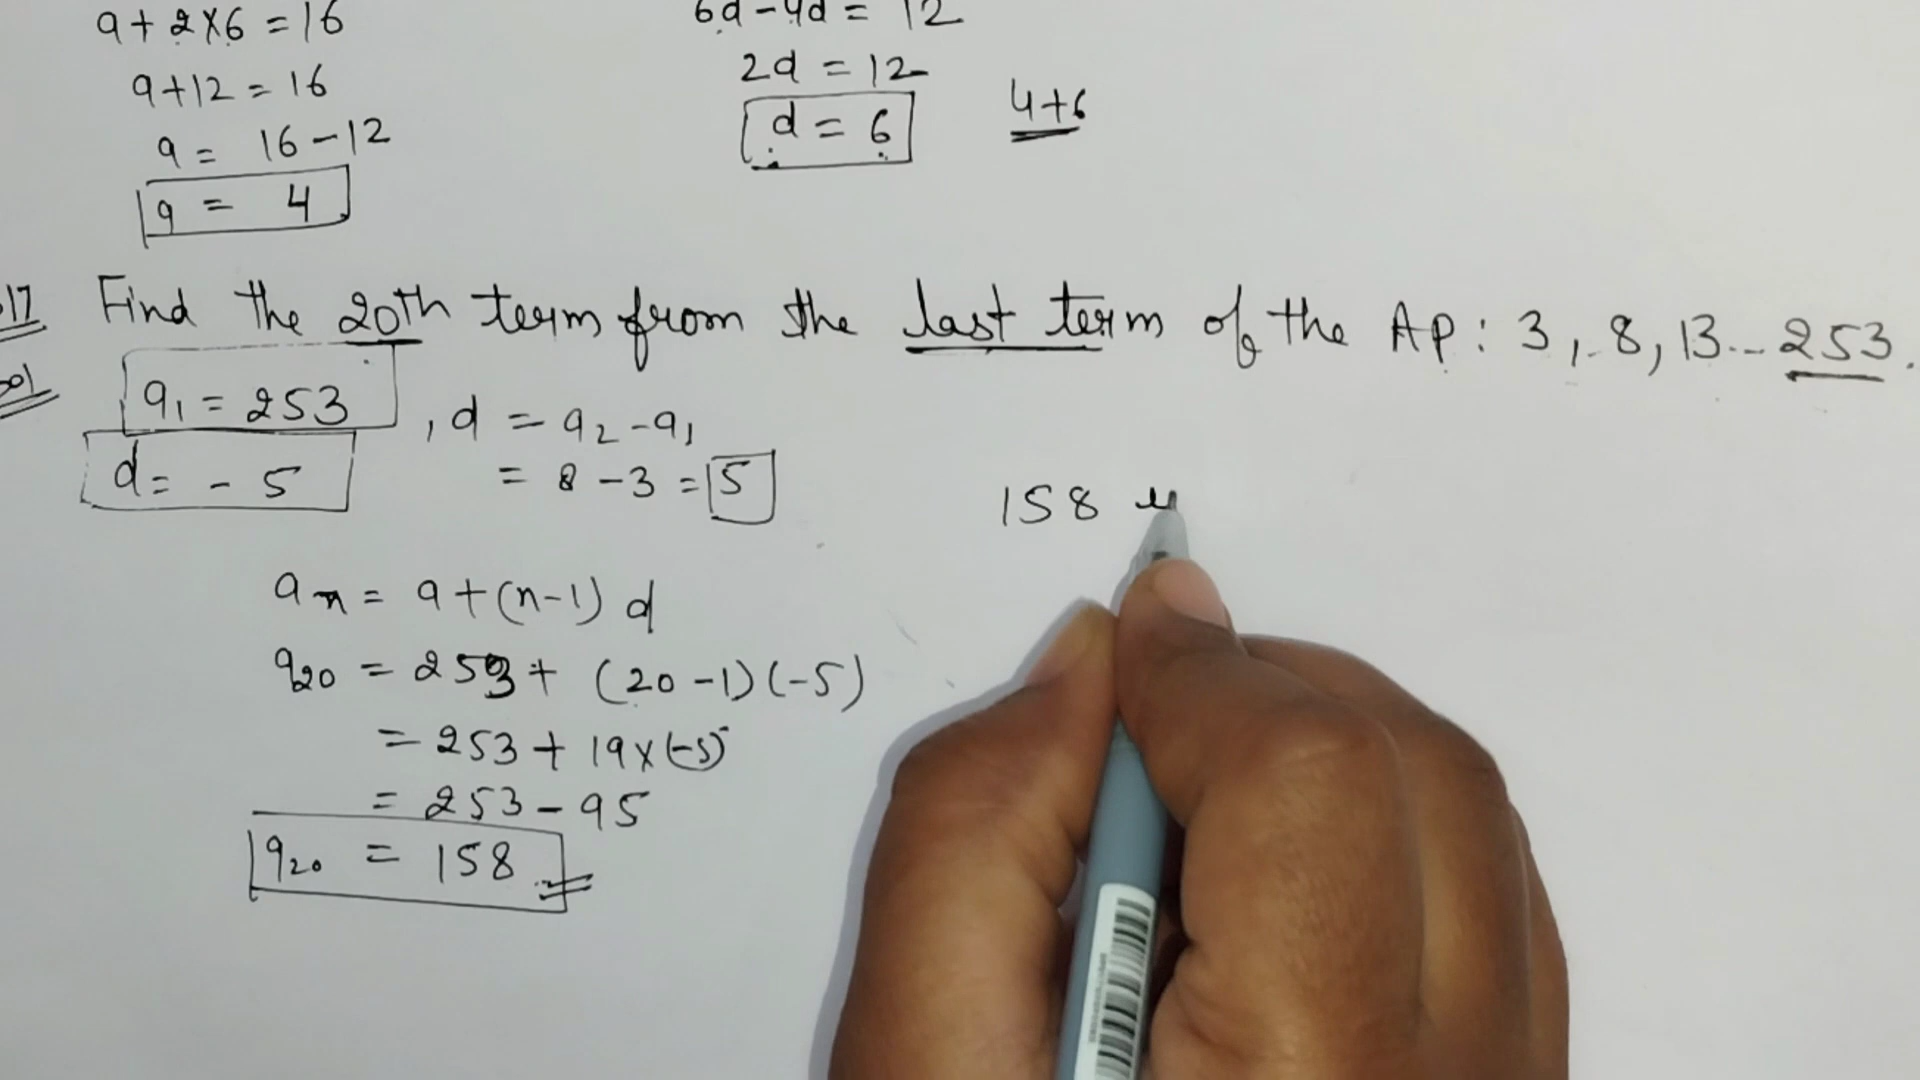 a + 2 × 6 = 16
a + 12 = 16
a = 16 - 12
a = 4
6d - 4d = 12
2d = 12
d = 6
4+6
17 Find the 20th term from the last term of the AP: 3, 8, 13... 253.
a₁ = 253, d = a₂ - a₁
d = - 5
= 8 - 3 = 5
158
aₙ = a + (n-1) d
a₂₀ = 253 + (20 - 1)(-5)
= 253 + 19 × (-5)
= 253 - 95
a₂₀ = 158